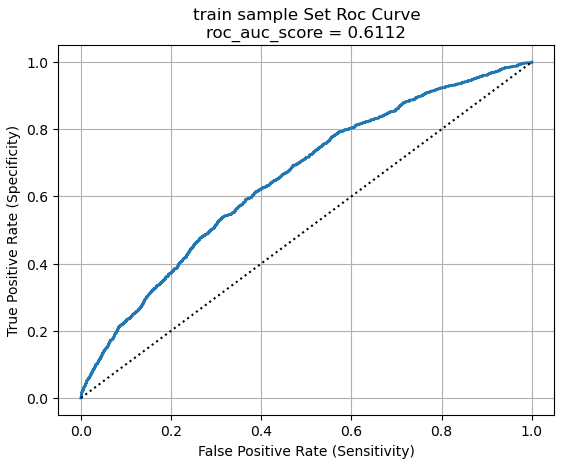 train sample Set Roc Curve
roc_auc_score = 0.6112
True Positive Rate (Specificity)
1.0
0.8
0.6
0.4
0.2
0.0
0.0 0.2 0.4 0.6 0.8 1.0
False Positive Rate (Sensitivity)